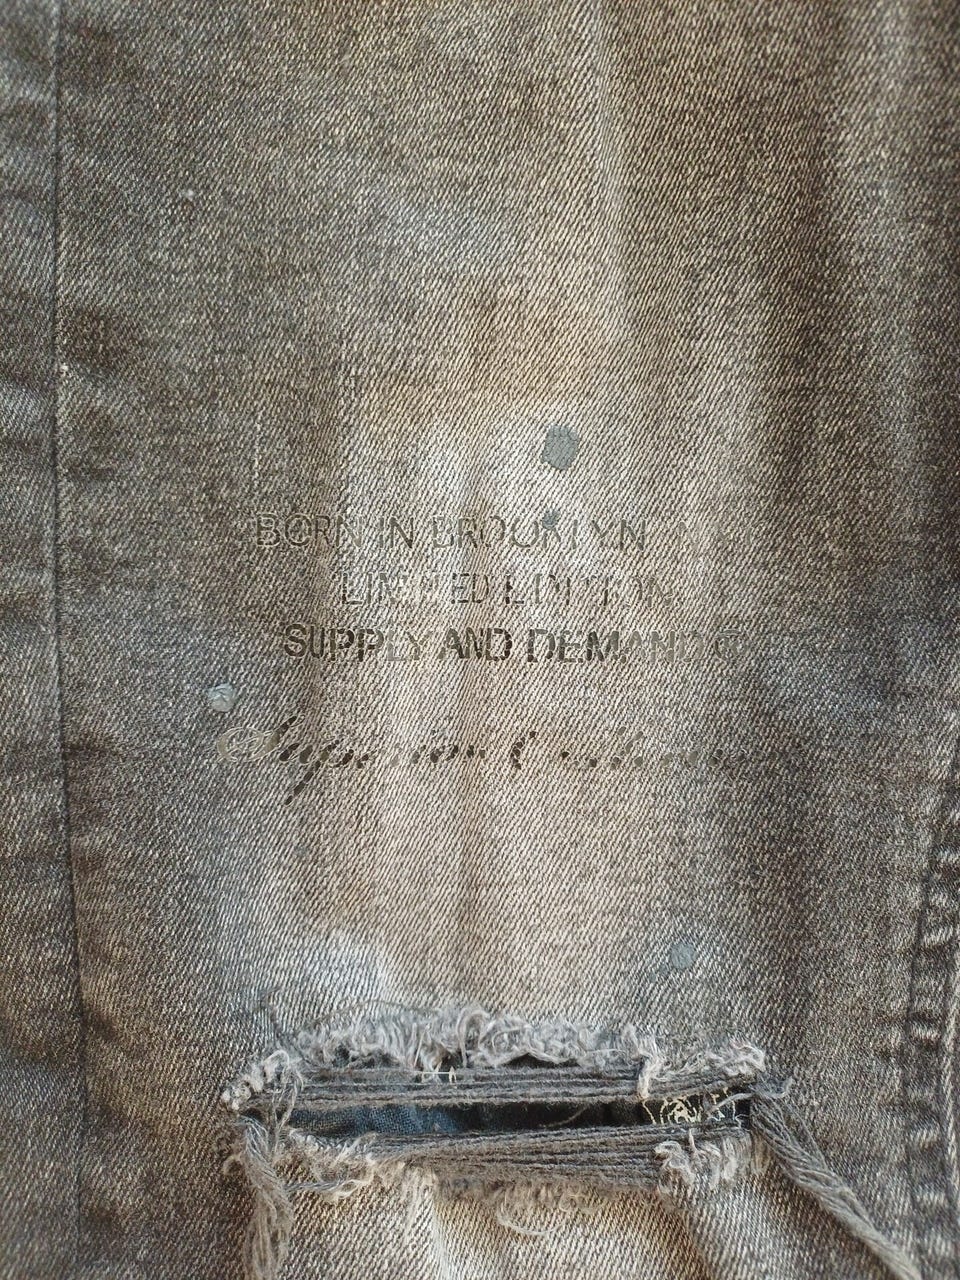 BORN IN BROOKLYN
LIMITED EDITION
SUPPLY AND DEMAND
Superior